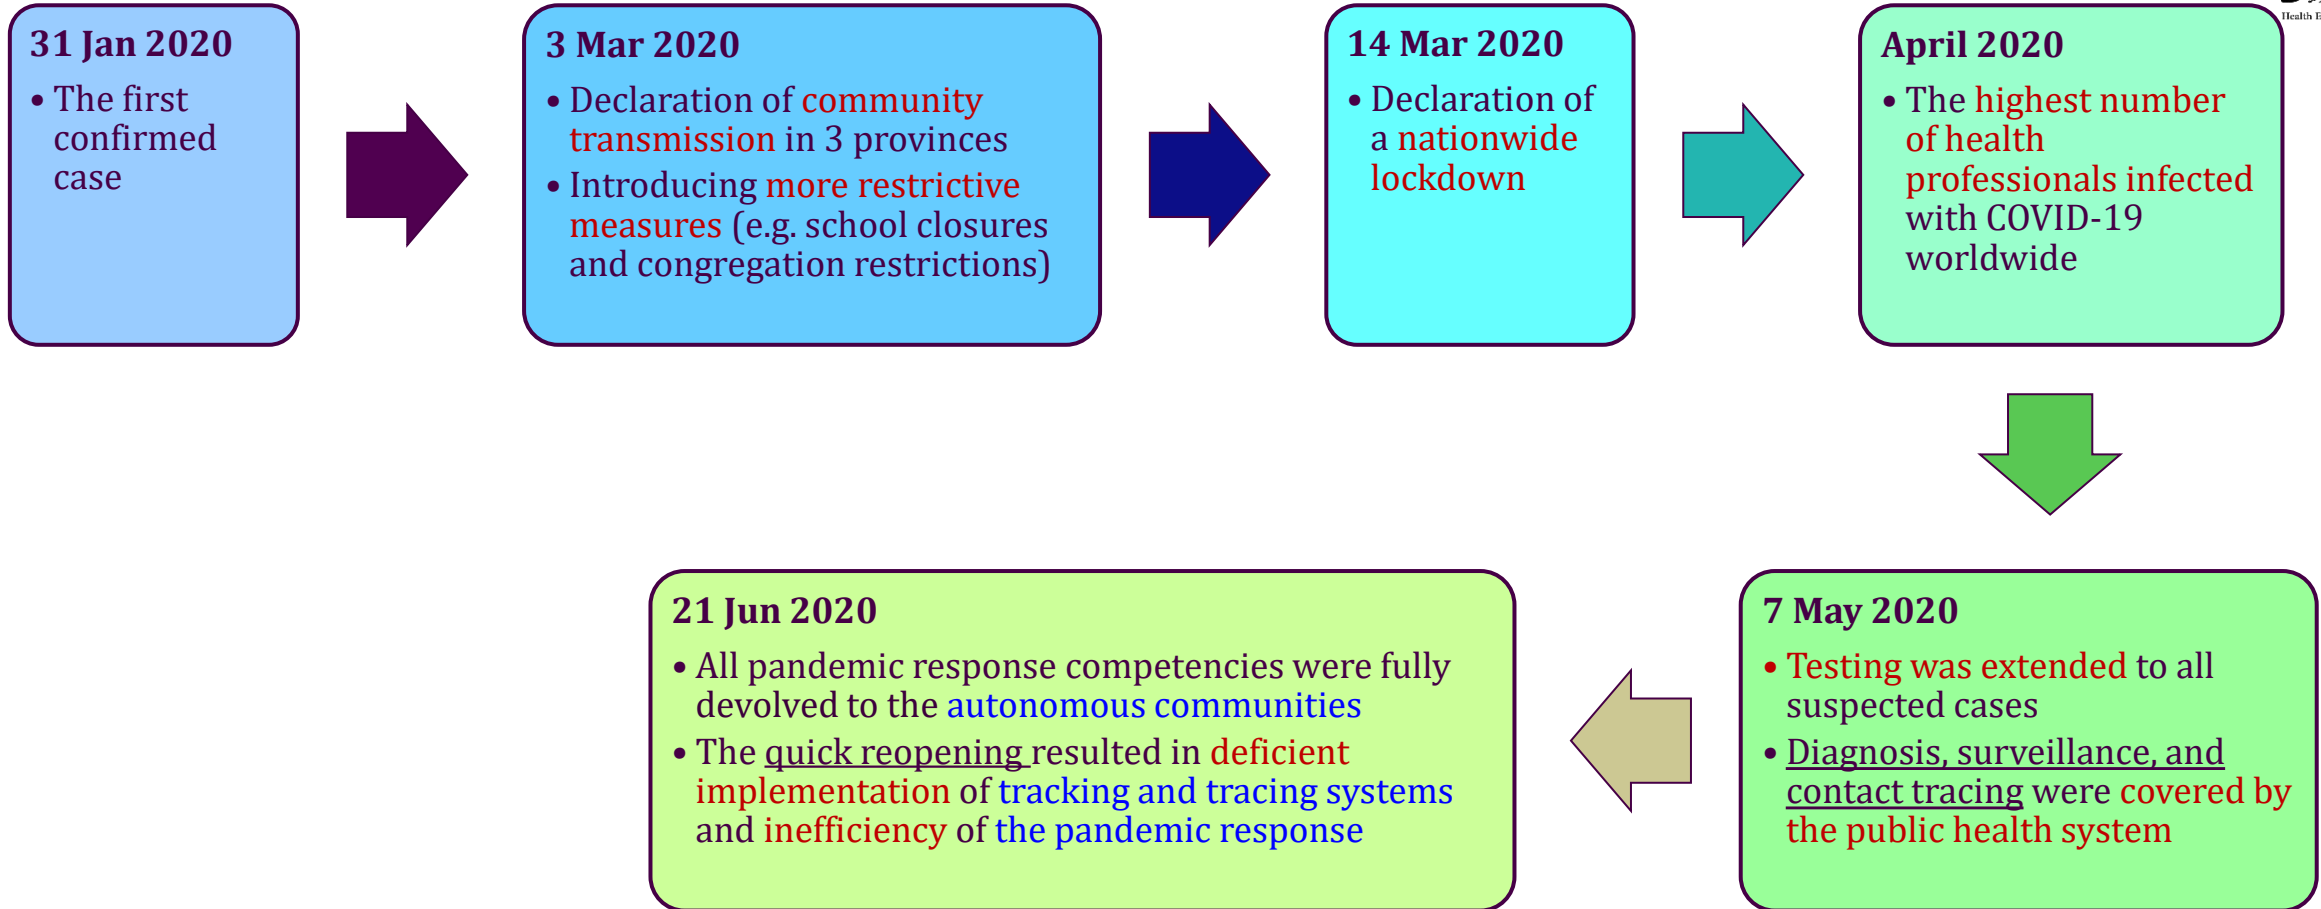 Health E
31 Jan 2020
• The first
confirmed
case
3 Mar 2020
• Declaration of community
transmission in 3 provinces
• Introducing more restrictive
measures (e.g. school closures
and congregation restrictions)
14 Mar 2020
• Declaration of
a nationwide
lockdown
April 2020
• The highest number
of health
professionals infected
with COVID-19
worldwide
7 May 2020
• Testing was extended to all
suspected cases
• Diagnosis, surveillance, and
contact tracing were covered by
the public health system
21 Jun 2020
• All pandemic response competencies were fully
devolved to the autonomous communities
• The quick reopening resulted in deficient
implementation of tracking and tracing systems
and inefficiency of the pandemic response